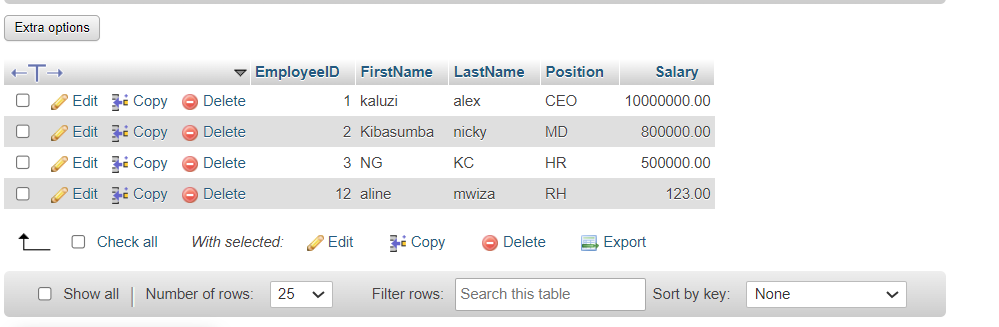 Extra options
←T→ EmployeeID FirstName LastName Position Salary
Edit Copy Delete 1 kaluzi alex CEO 10000000.00
Edit Copy Delete 2 Kibasumba nicky MD 800000.00
Edit Copy Delete 3 NG KC HR 500000.00
Edit Copy Delete 12 aline mwiza RH 123.00
Check all With selected: Edit Copy Delete Export
Show all Number of rows: 25 Filter rows: Search this table Sort by key: None